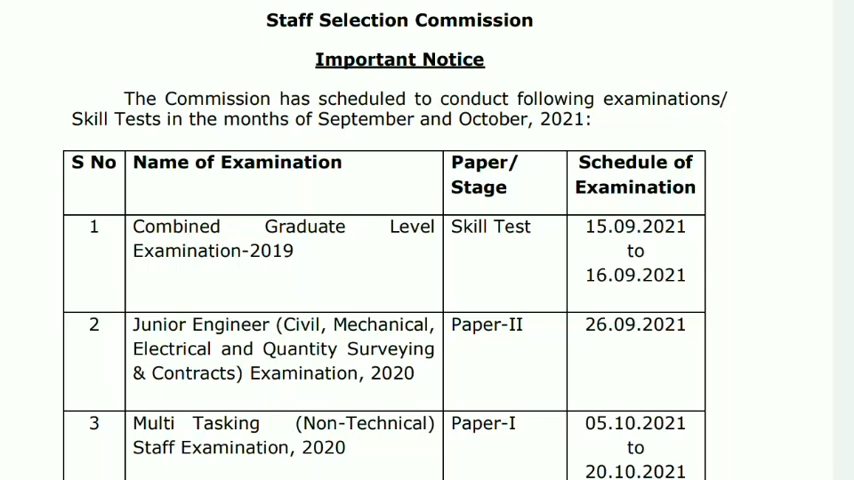 Staff Selection Commission
Important Notice
The Commission has scheduled to conduct following examinations/
Skill Tests in the months of September and October, 2021:
S No Name of Examination Paper/ Stage Schedule of Examination
1 Combined Graduate Level Skill Test 15.09.2021
Examination-2019 to
16.09.2021
2 Junior Engineer (Civil, Mechanical, Paper-II 26.09.2021
Electrical and Quantity Surveying
& Contracts) Examination, 2020
3 Multi Tasking (Non-Technical) Paper-I 05.10.2021
Staff Examination, 2020 to
20.10.2021